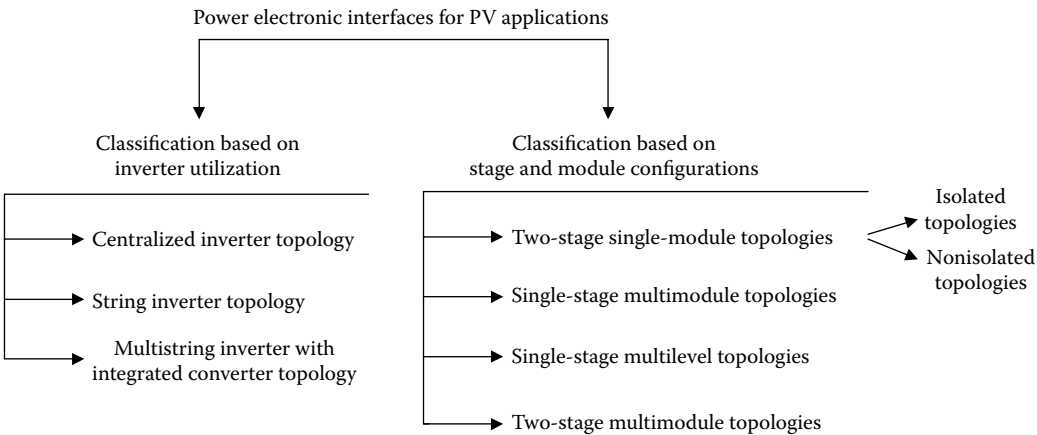 Power electronic interfaces for PV applications
Classification based on
inverter utilization
Centralized inverter topology
String inverter topology
Multistring inverter with
integrated converter topology
Classification based on
stage and module configurations
Two-stage single-module topologies
Isolated
topologies
Nonisolated
topologies
Single-stage multimodule topologies
Single-stage multilevel topologies
Two-stage multimodule topologies